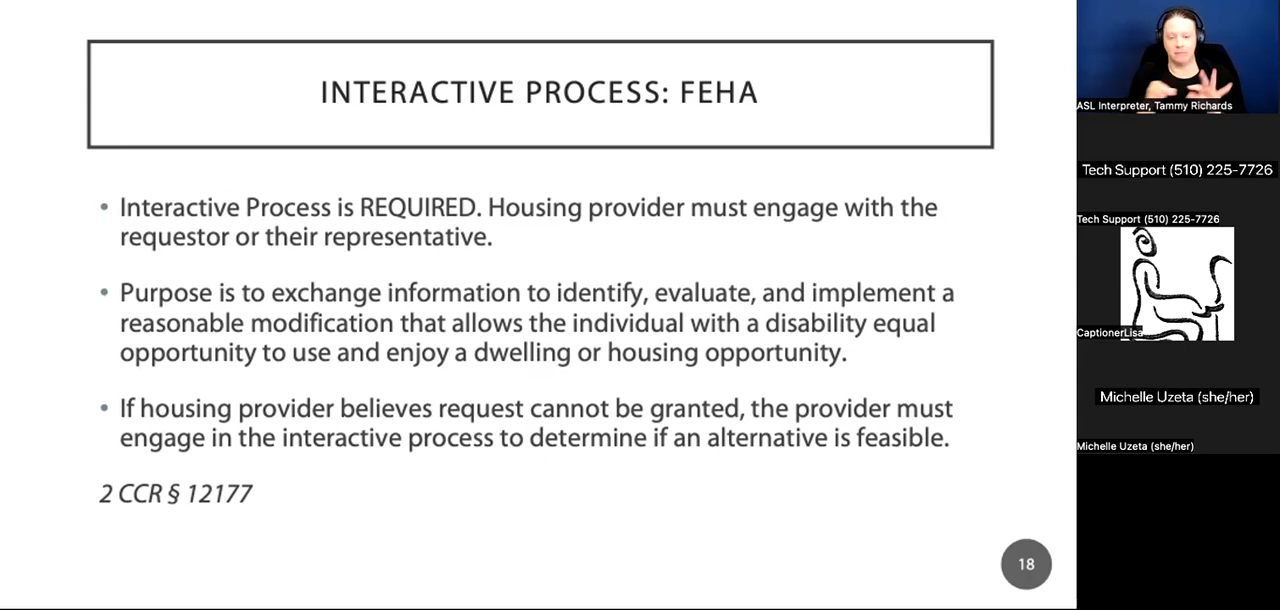 INTERACTIVE PROCESS: FEHA
• Interactive Process is REQUIRED. Housing provider must engage with the
requestor or their representative.
• Purpose is to exchange information to identify, evaluate, and implement a
reasonable modification that allows the individual with a disability equal
opportunity to use and enjoy a dwelling or housing opportunity.
• If housing provider believes request cannot be granted, the provider must
engage in the interactive process to determine if an alternative is feasible.
2 CCR § 12177
18
ASL Interpreter, Tammy Richards
Tech Support (510) 225-7726
Tech Support (510) 225-7726
CaptionerLisa
Michelle Uzeta (she/her)
Michelle Uzeta (she/her)